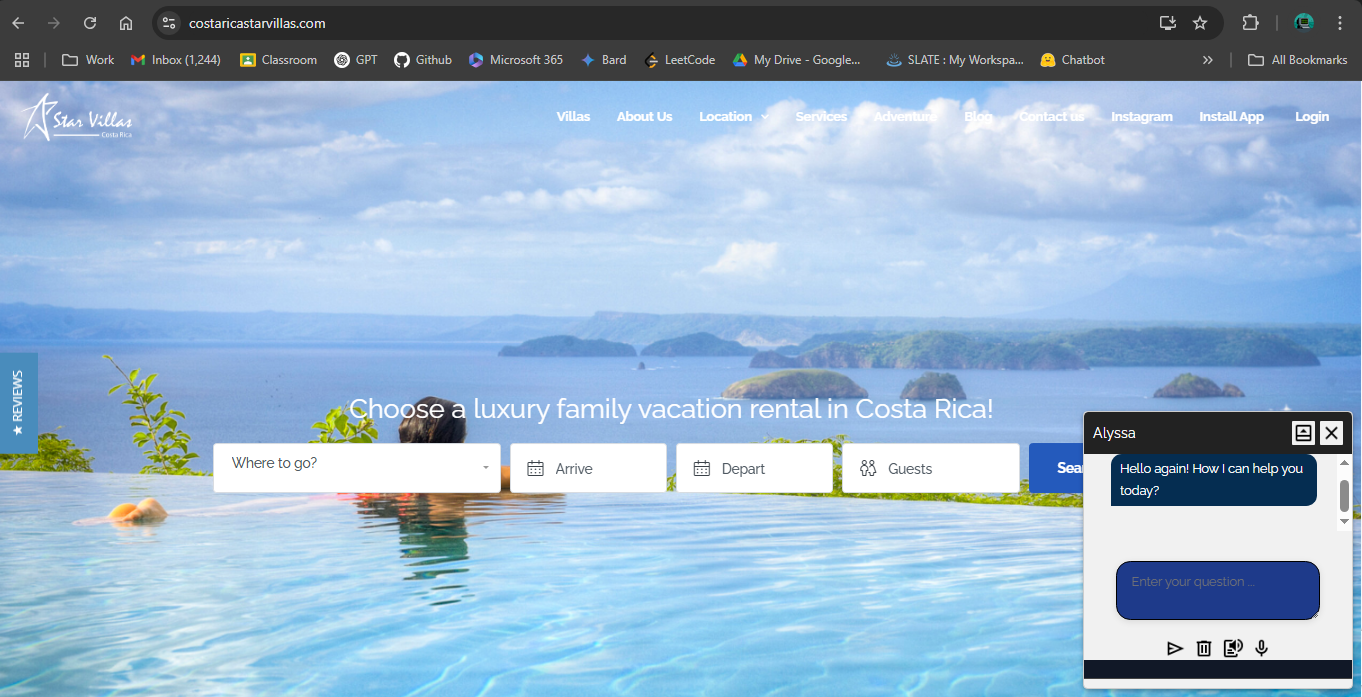 costaricastarvillas.com
Work
Inbox (1,244)
Classroom
GPT
Github
Microsoft 365
Bard
LeetCode
My Drive - Google...
SLATE : My Workspa...
Chatbot
All Bookmarks
Star Villas
Costa Rica
Villas
About Us
Location
Services
Adventure
Blog
Contact us
Instagram
Install App
Login
★ REVIEWS
Choose a luxury family vacation rental in Costa Rica!
Where to go?
Arrive
Depart
Guests
Sear
Alyssa
Hello again! How I can help you
today?
Enter your question ...